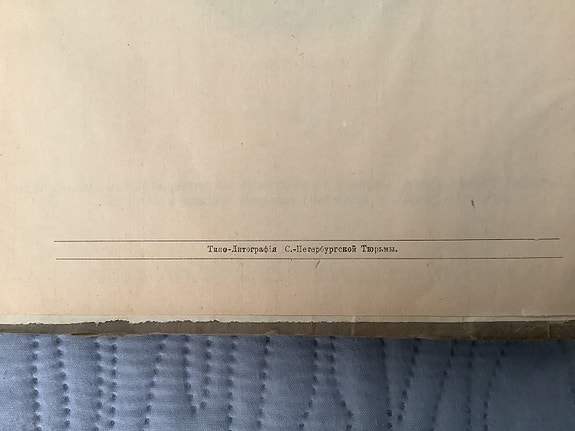 Типо-Литографія С.-Петербургской Тюрьмы.